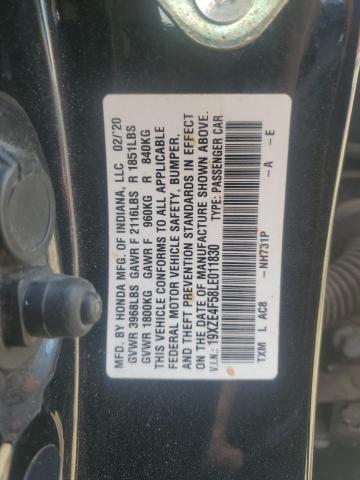 MFD. BY HONDA MFG. OF INDIANA, LLC 02/'20
GVWR 3968LBS GAWR F 2116LBS R 1851LBS
GVWR 1800KG GAWR F 960KG R 840KG
THIS VEHICLE CONFORMS TO ALL APPLICABLE
FEDERAL MOTOR VEHICLE SAFETY, BUMPER,
AND THEFT PREVENTION STANDARDS IN EFFECT
ON THE DATE OF MANUFACTURE SHOWN ABOVE.
V.I.N.: 19XZE4F58LE011830 TYPE: PASSENGER CAR
TXM L AC8 -NH731P -A -E